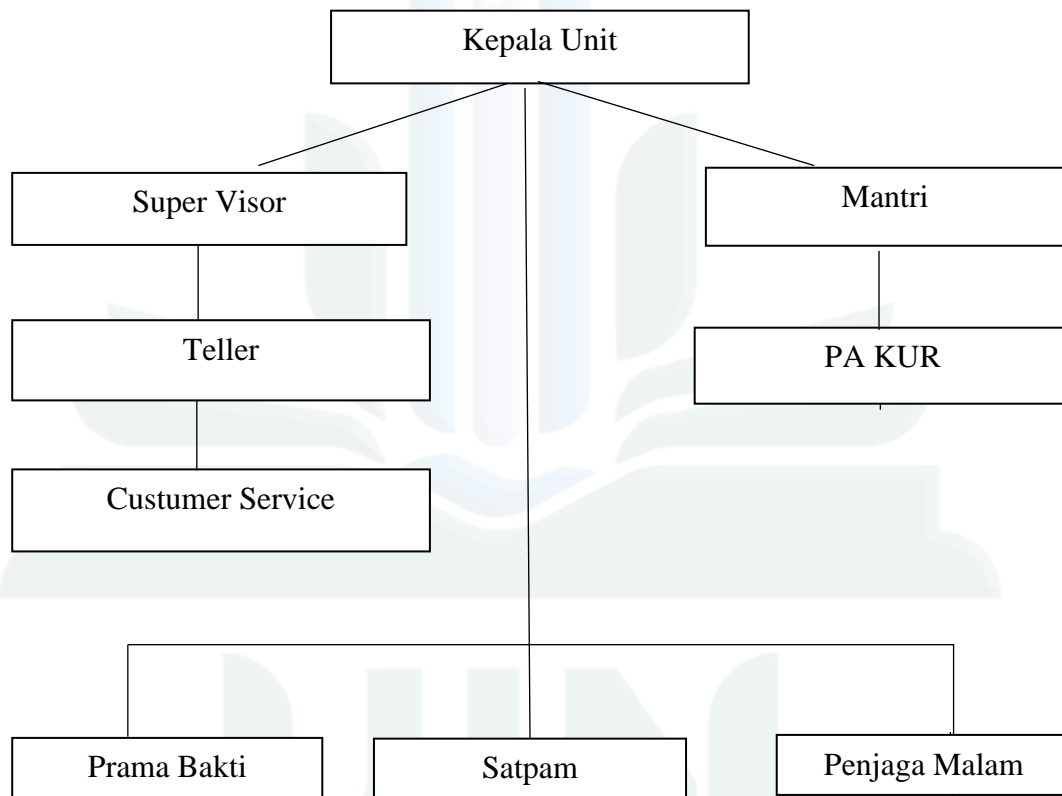 Kepala Unit
Super Visor
Mantri
Teller
PA KUR
Custumer Service
Prama Bakti
Satpam
Penjaga Malam